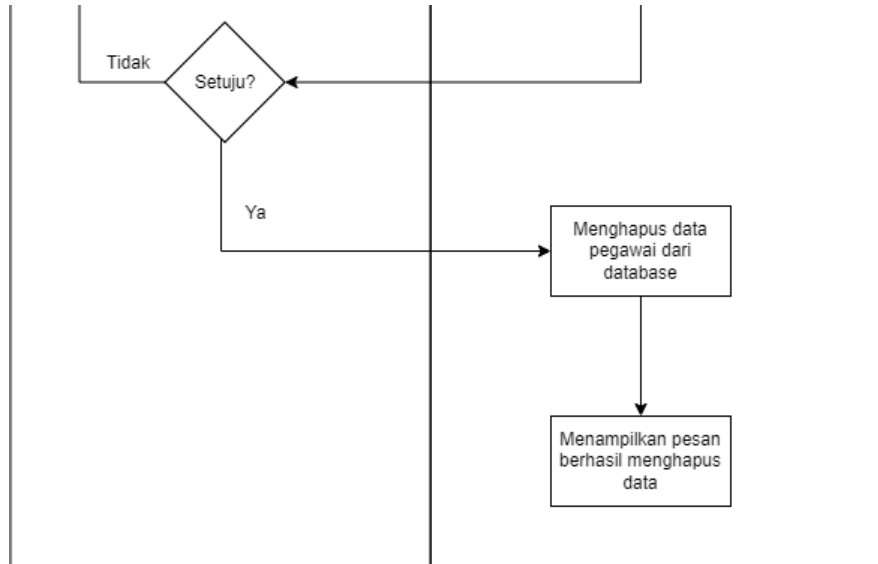 Tidak
Setuju?
Ya
Menghapus data
pegawai dari
database
Menampilkan pesan
berhasil menghapus
data